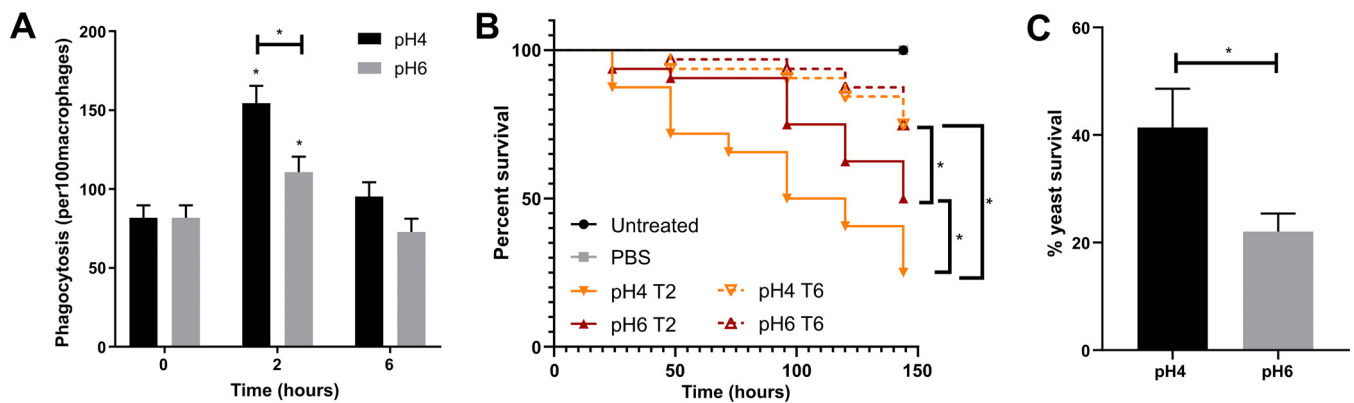 A
Phagocytosis (per100macrophages)
200
150
100
50
0
*
*
*
pH4
pH6
0
2
6
Time (hours)
B
Percent survival
100
50
0
Untreated
PBS
pH4 T2
pH6 T2
pH4 T6
pH6 T6
*
*
*
0
50
100
150
Time (hours)
C
% yeast survival
60
40
20
0
*
pH4
pH6